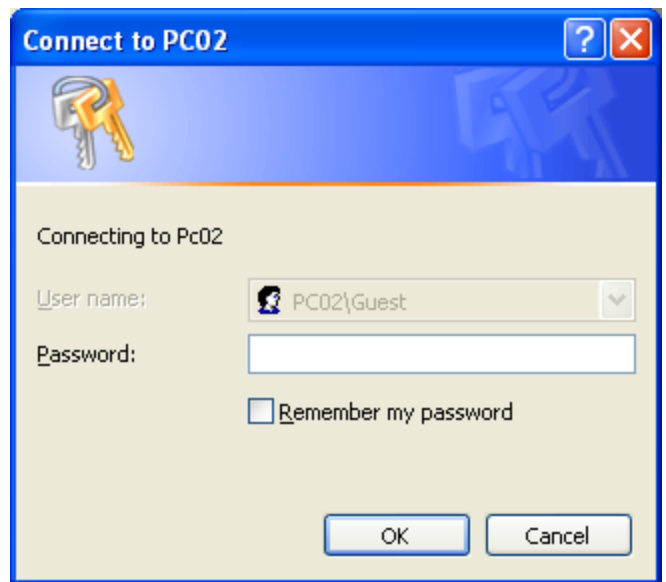 Connect to PC02
Connecting to Pc02
User name: PC02\Guest
Password:
Remember my password
OK Cancel